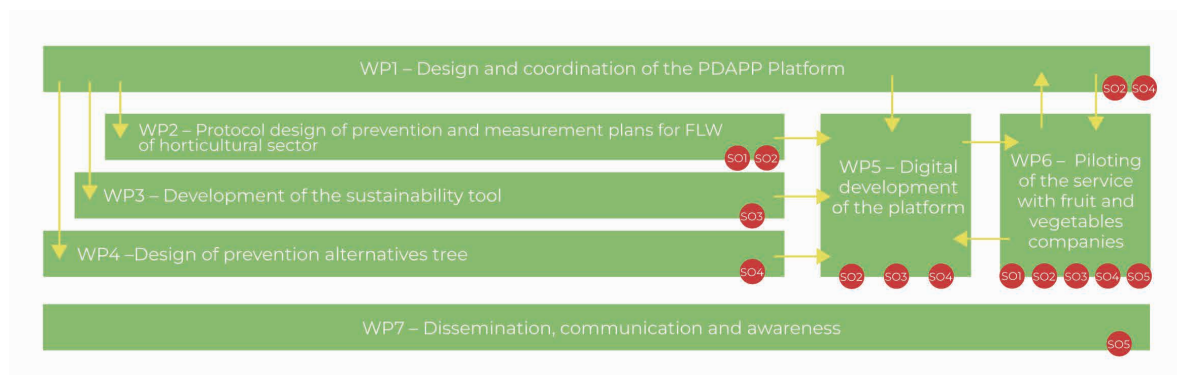 WP1 – Design and coordination of the PDAPP Platform
SO2 SO4
WP2 – Protocol design of prevention and measurement plans for FLW
of horticultural sector
SO1 SO2
WP3 – Development of the sustainability tool
SO3
WP4 –Design of prevention alternatives tree
SO4
WP5 – Digital
development
of the platform
SO2 SO3 SO4
WP6 – Piloting
of the service
with fruit and
vegetables
companies
SO1 SO2 SO3 SO4 SO5
WP7 – Dissemination, communication and awareness
SO5